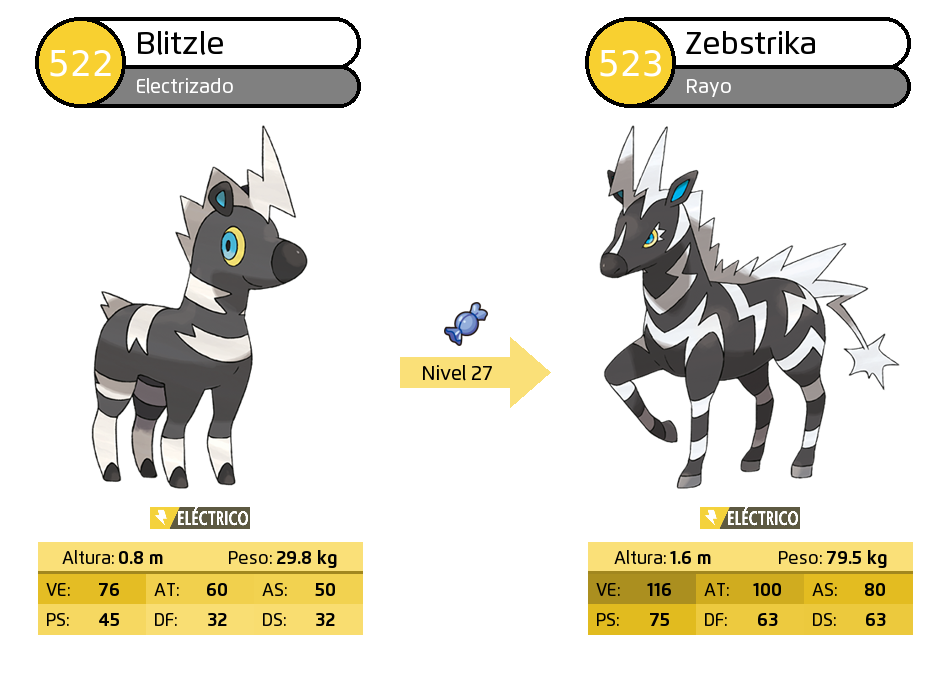 522
Blitzle
Electrizado
523
Zebstrika
Rayo
Nivel 27
ELÉCTRICO
ELÉCTRICO
Altura: 0.8 m Peso: 29.8 kg
VE: 76 AT: 60 AS: 50
PS: 45 DF: 32 DS: 32
Altura: 1.6 m Peso: 79.5 kg
VE: 116 AT: 100 AS: 80
PS: 75 DF: 63 DS: 63